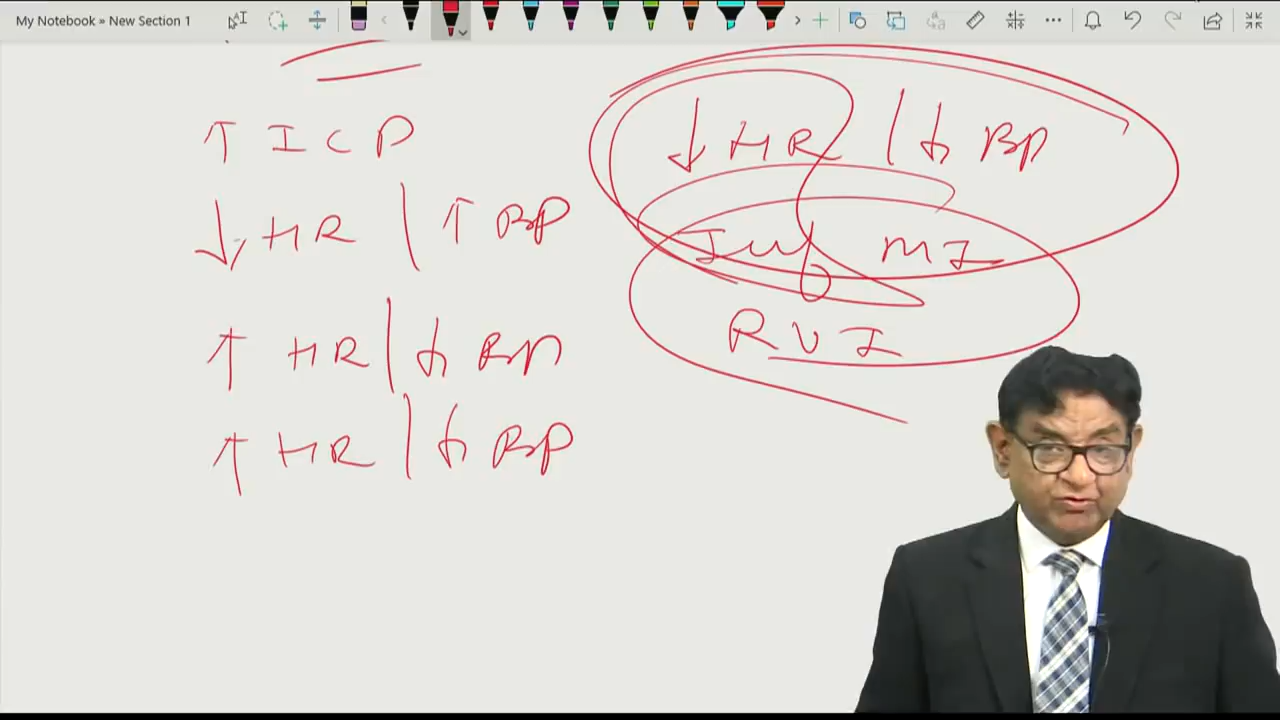 My Notebook » New Section 1
↑ ICP
↓ HR | ↑ BP
↑ HR | ↓ BP
↑ HR | ↓ BP
↓ HR | ↓ BP
Inf MI
RVI